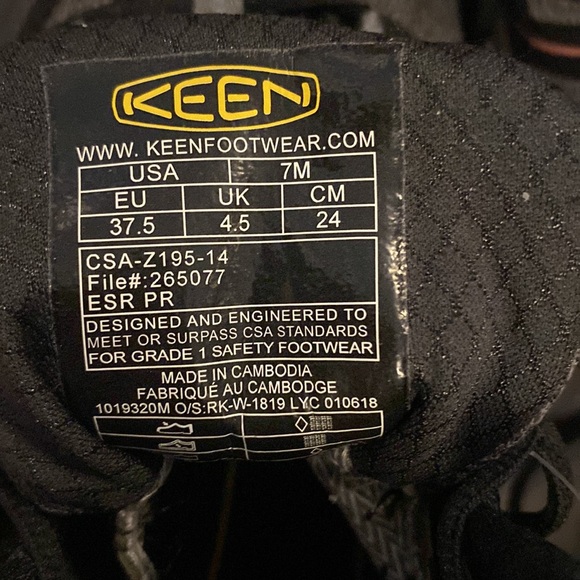 KEEN
WWW. KEENFOOTWEAR.COM
USA 7M
EU UK CM
37.5 4.5 24
CSA-Z195-14
File#:265077
ESR PR
DESIGNED AND ENGINEERED TO
MEET OR SURPASS CSA STANDARDS
FOR GRADE 1 SAFETY FOOTWEAR
MADE IN CAMBODIA
FABRIQUÉ AU CAMBODGE
1019320M O/S:RK-W-1819 LYC 010618